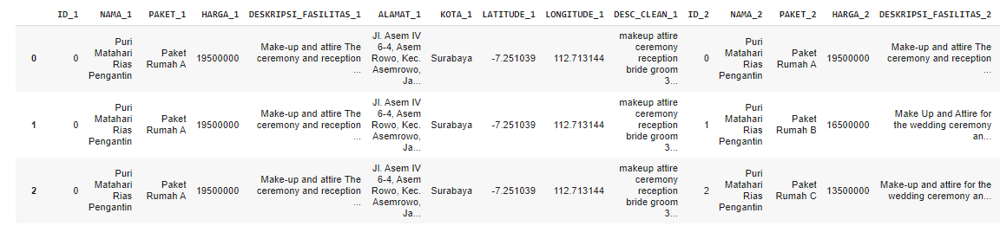 ID_1 NAMA_1 PAKET_1 HARGA_1 DESKRIPSI_FASILITAS_1 ALAMAT_1 KOTA_1 LATITUDE_1 LONGITUDE_1 DESC_CLEAN_1 ID_2 NAMA_2 PAKET_2 HARGA_2 DESKRIPSI_FASILITAS_2
0 0 Puri Matahari Rias Pengantin Paket Rumah A 19500000 Make-up and attire The ceremony and reception ... Jl. Asem IV 6-4, Asem Rowo, Kec. Asemrowo, Ja... Surabaya -7.251039 112.713144 makeup attire ceremony reception bride groom 3... 0 Puri Matahari Rias Pengantin Paket Rumah A 19500000 Make-up and attire The ceremony and reception ...
1 0 Puri Matahari Rias Pengantin Paket Rumah A 19500000 Make-up and attire The ceremony and reception ... Jl. Asem IV 6-4, Asem Rowo, Kec. Asemrowo, Ja... Surabaya -7.251039 112.713144 makeup attire ceremony reception bride groom 3... 1 Puri Matahari Rias Pengantin Paket Rumah B 16500000 Make Up and Attire for the wedding ceremony an...
2 0 Puri Matahari Rias Pengantin Paket Rumah A 19500000 Make-up and attire The ceremony and reception ... Jl. Asem IV 6-4, Asem Rowo, Kec. Asemrowo, Ja... Surabaya -7.251039 112.713144 makeup attire ceremony reception bride groom 3... 2 Puri Matahari Rias Pengantin Paket Rumah C 13500000 Make-up and attire for the wedding ceremony an...